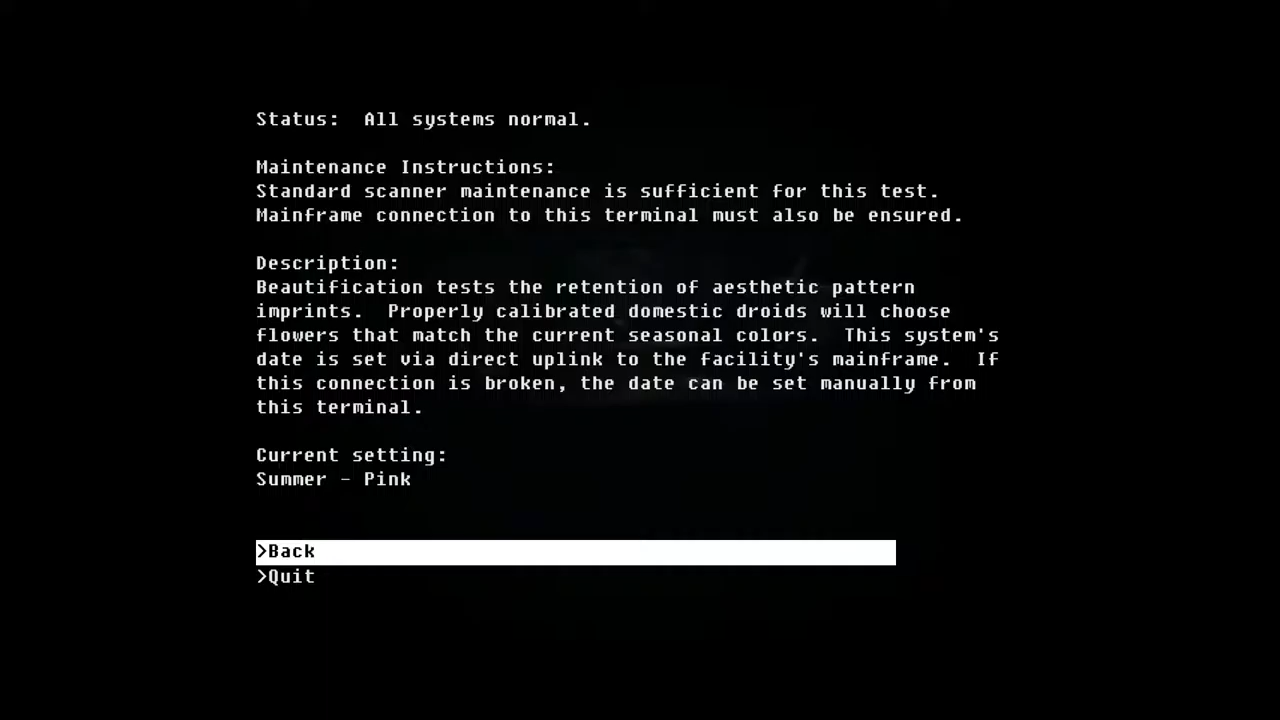 Status:  All systems normal.
Maintenance Instructions:
Standard scanner maintenance is sufficient for this test.
Mainframe connection to this terminal must also be ensured.
Description:
Beautification tests the retention of aesthetic pattern
imprints.  Properly calibrated domestic droids will choose
flowers that match the current seasonal colors.  This system's
date is set via direct uplink to the facility's mainframe.  If
this connection is broken, the date can be set manually from
this terminal.
Current setting:
Summer - Pink
>Back
>Quit